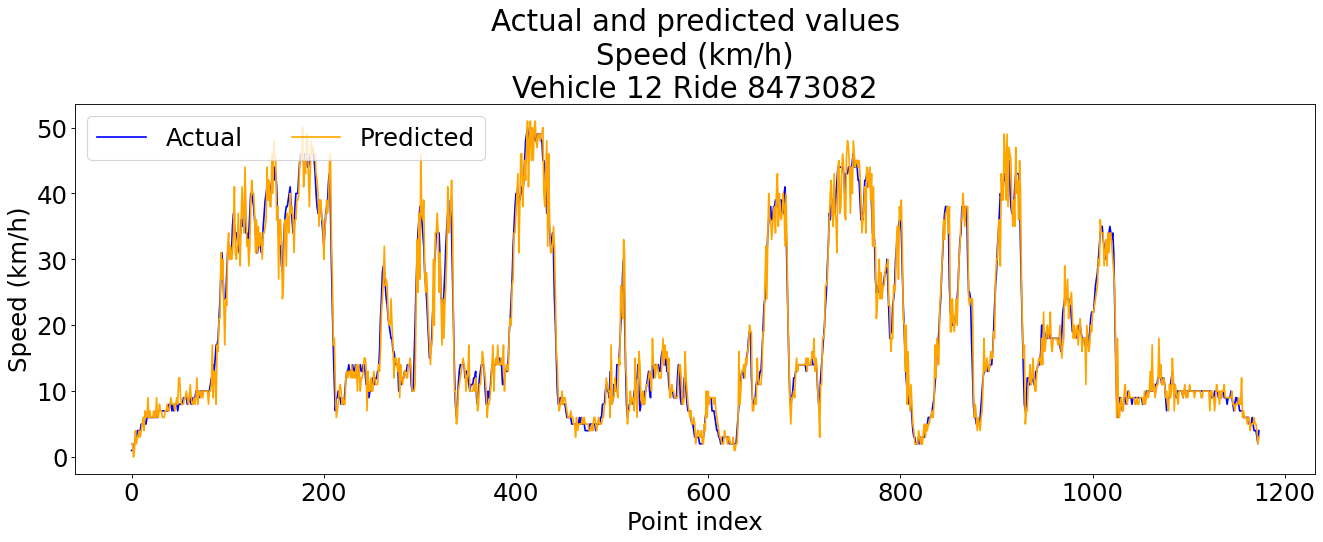 Actual and predicted values
Speed (km/h)
Vehicle 12 Ride 8473082
Actual Predicted
Speed (km/h)
50
40
30
20
10
0
0 200 400 600 800 1000 1200
Point index